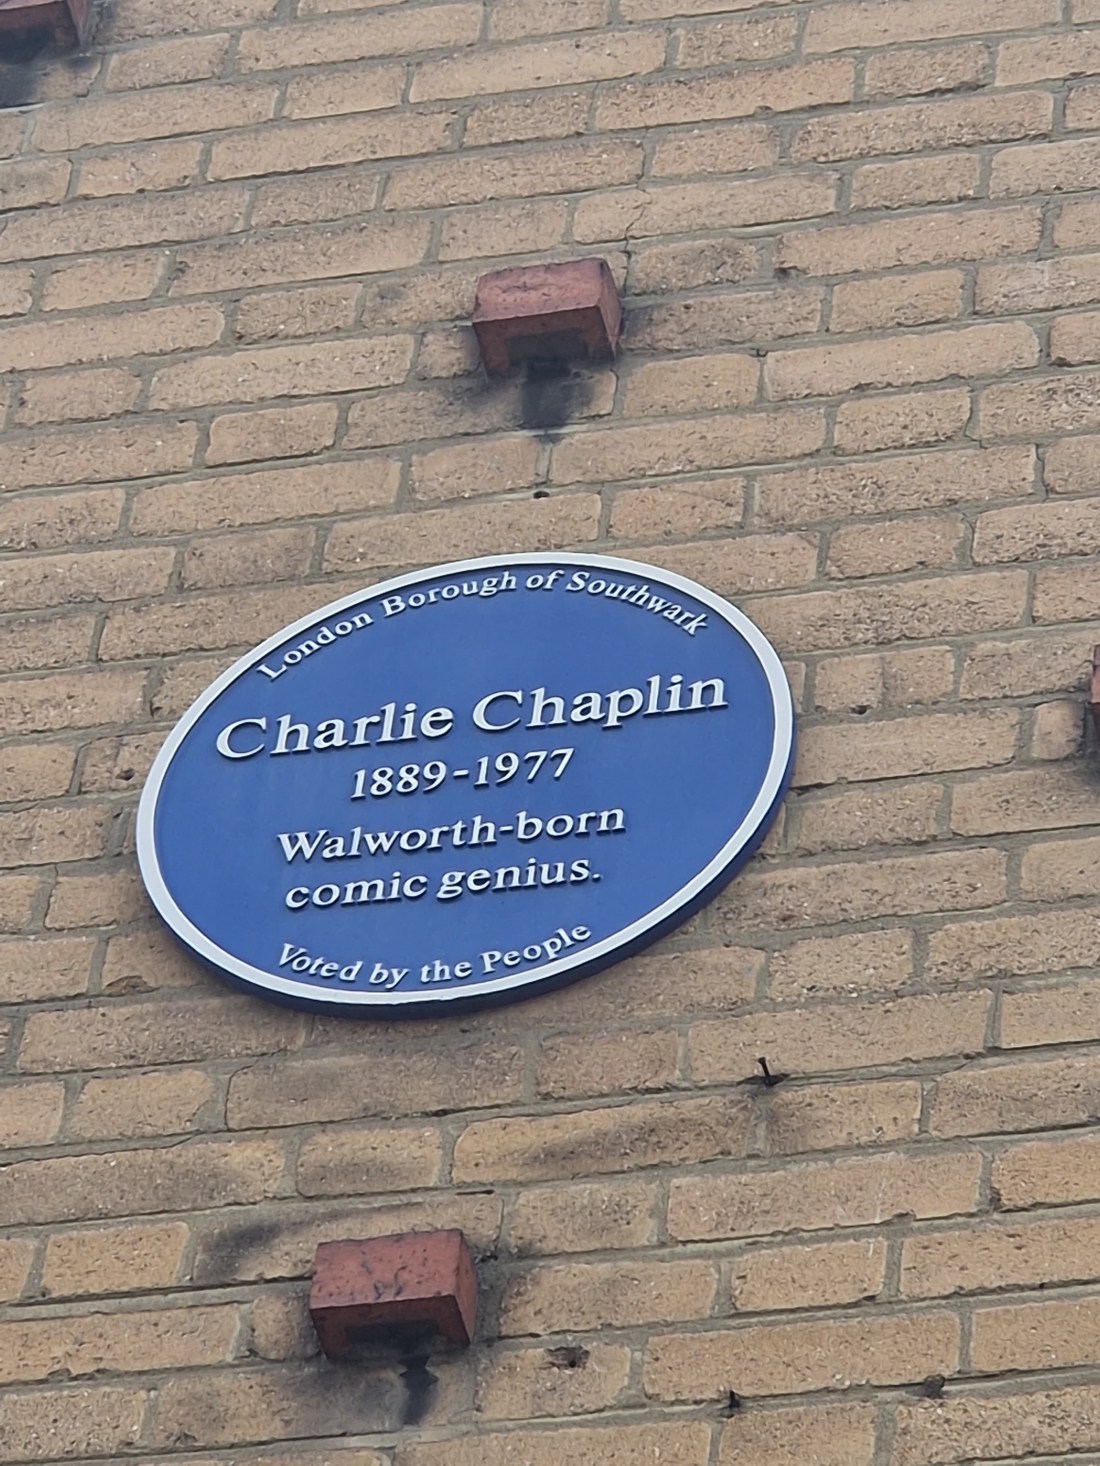 London Borough of Southwark
Charlie Chaplin
1889-1977
Walworth-born
comic genius.
Voted by the People